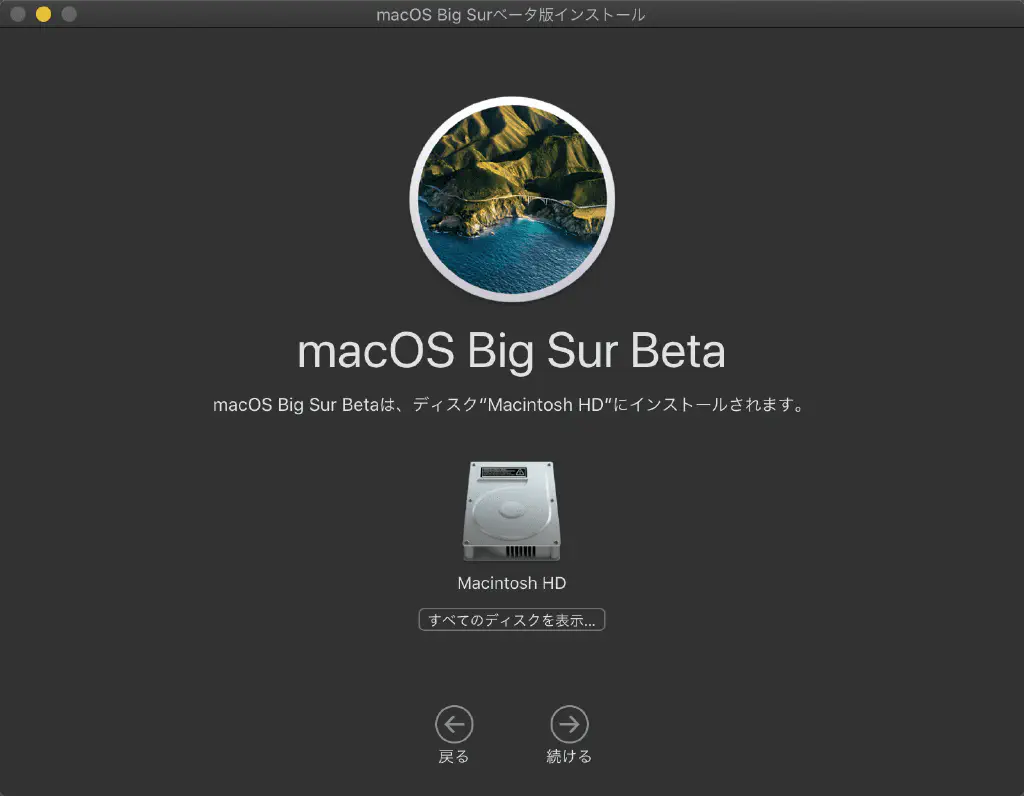 macOS Big Surベータ版インストール
macOS Big Sur Beta
macOS Big Sur Betaは、ディスク“Macintosh HD”にインストールされます。
Macintosh HD
すべてのディスクを表示...
戻る
続ける